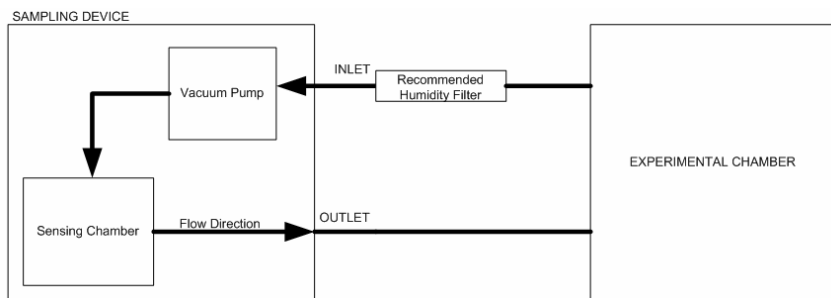 SAMPLING DEVICE
INLET
Recommended
Humidity Filter
Vacuum Pump
EXPERIMENTAL CHAMBER
Sensing Chamber
Flow Direction
OUTLET